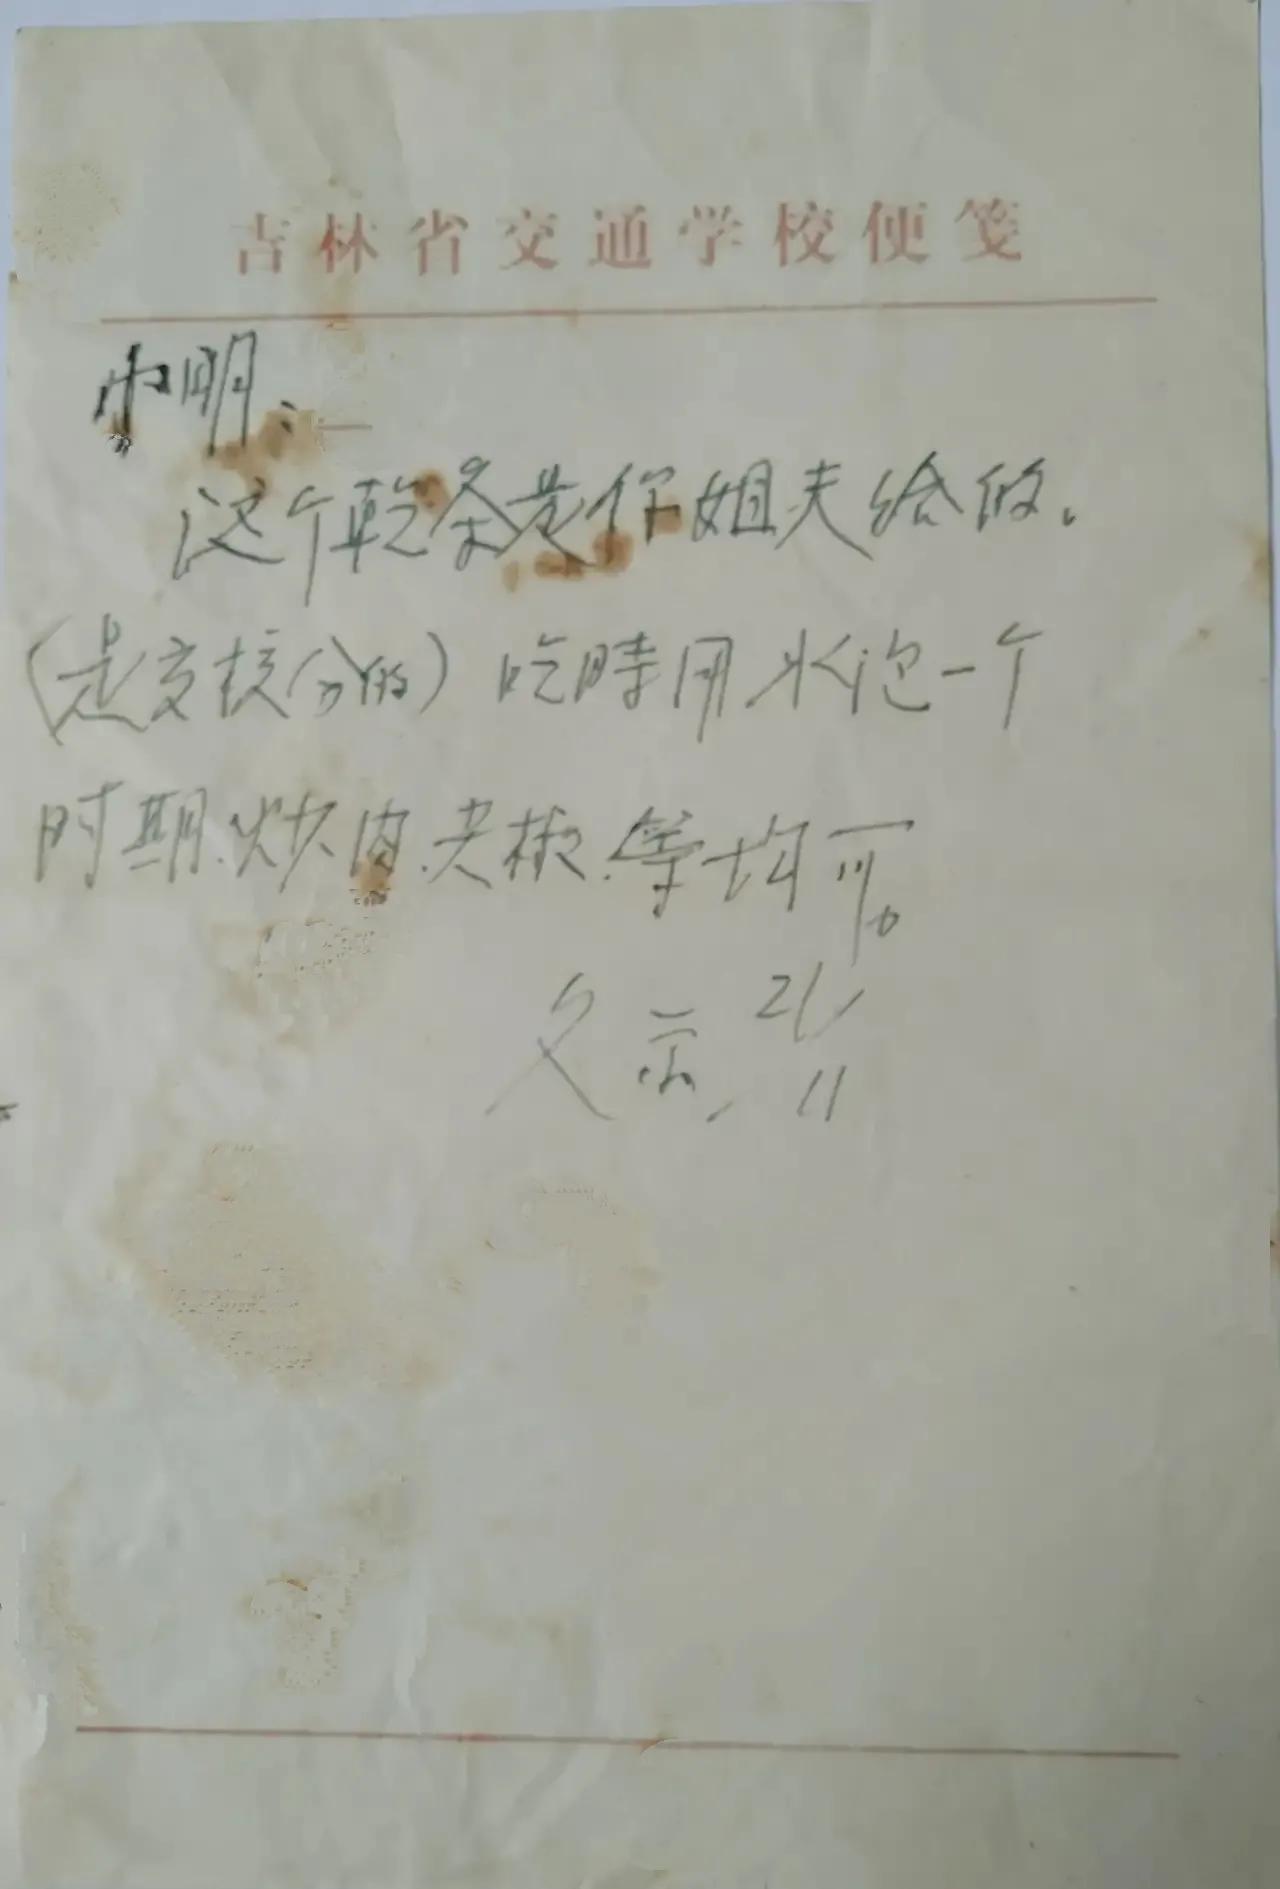 吉林省交通学校便笺
小明:
这个乾条是你姐夫给的.
(是交校分的)吃時用水泡一个
时期.炒肉.尖椒.等均可。
父示 21/11